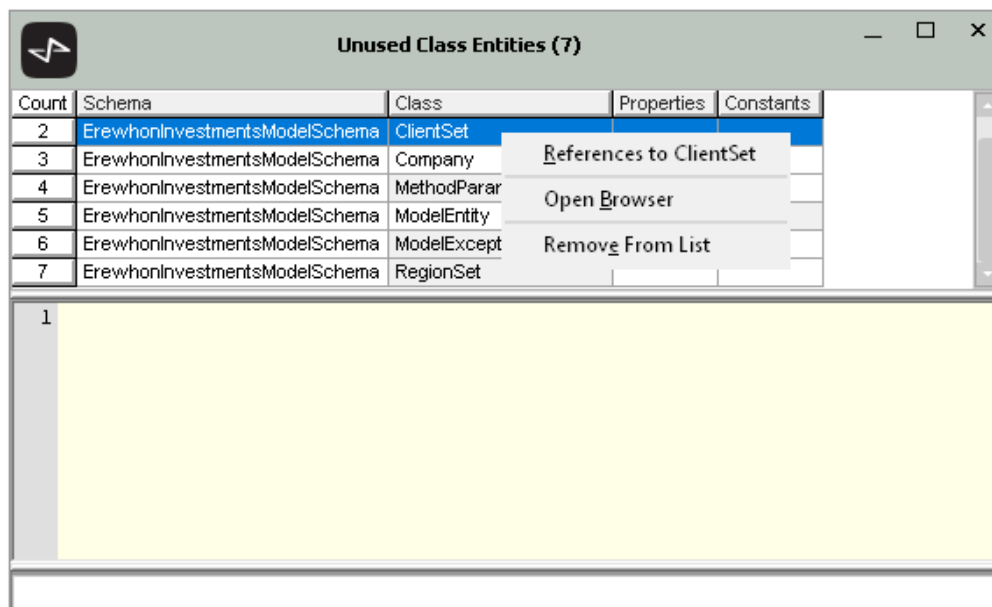 Unused Class Entities (7)
Count Schema Class Properties Constants
2 ErewhonInvestmentsModelSchema ClientSet
3 ErewhonInvestmentsModelSchema Company
4 ErewhonInvestmentsModelSchema MethodParar
5 ErewhonInvestmentsModelSchema ModelEntity
6 ErewhonInvestmentsModelSchema ModelExcept
7 ErewhonInvestmentsModelSchema RegionSet
References to ClientSet
Open Browser
Remove From List
1